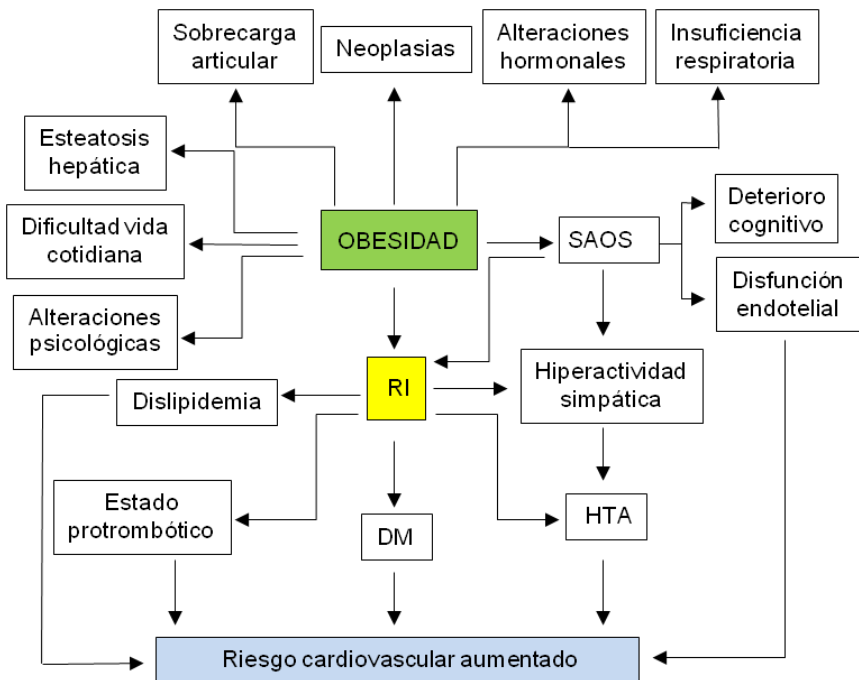 Sobrecarga
articular
Neoplasias
Alteraciones
hormonales
Insuficiencia
respiratoria
Esteatosis
hepática
Dificultad vida
cotidiana
OBESIDAD
SAOS
Deterioro
cognitivo
Disfunción
endotelial
Alteraciones
psicológicas
Dislipidemia
RI
Hiperactividad
simpática
Estado
protrombótico
DM
HTA
Riesgo cardiovascular aumentado